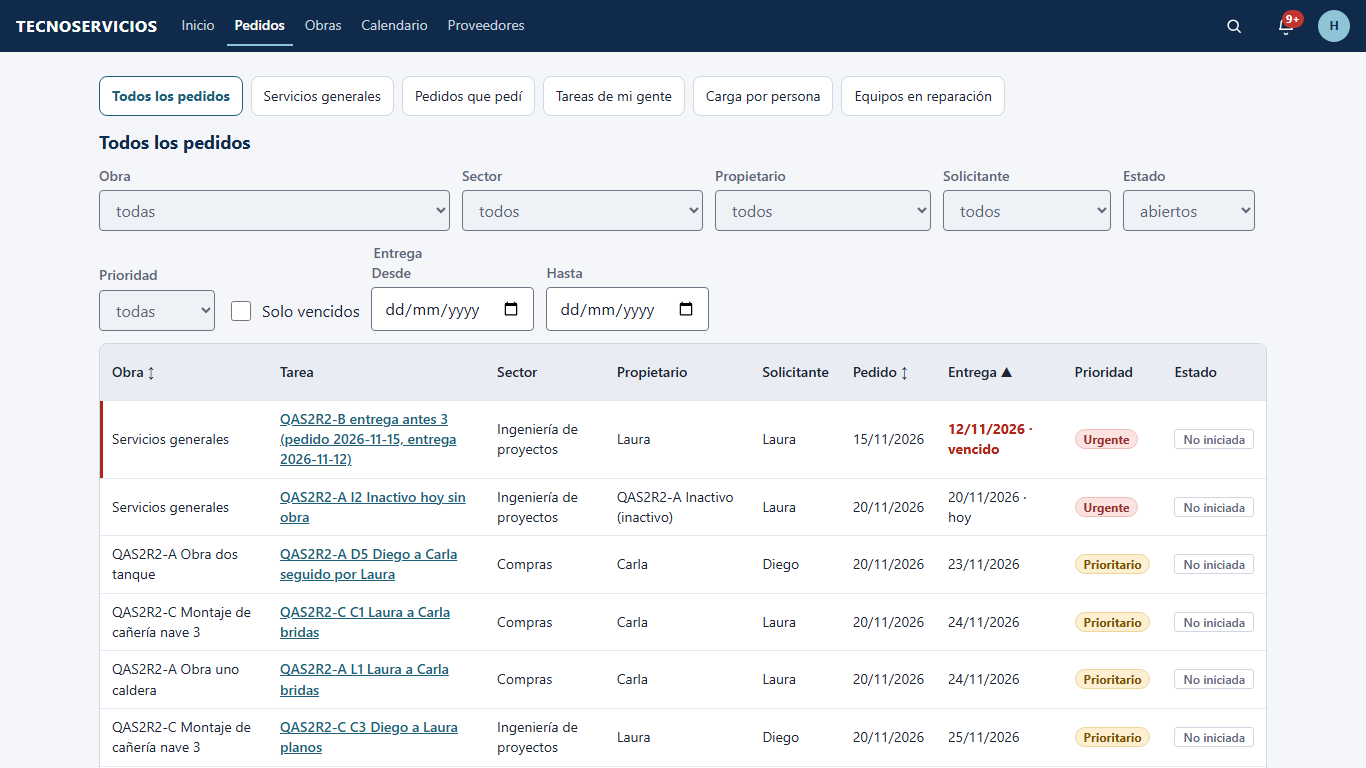 TECNOSERVICIOS Inicio Pedidos Obras Calendario Proveedores 9+ H
Todos los pedidos Servicios generales Pedidos que pedí Tareas de mi gente Carga por persona Equipos en reparación
Todos los pedidos
Obra Sector Propietario Solicitante Estado
todas todos todos todos abiertos
Entrega
Prioridad Desde Hasta
todas Solo vencidos dd/mm/yyyy dd/mm/yyyy
Obra ↕ Tarea Sector Propietario Solicitante Pedido ↕ Entrega ▲ Prioridad Estado
Servicios generales
QAS2R2-B entrega antes 3
(pedido 2026-11-15, entrega
2026-11-12)
Ingeniería de
proyectos
Laura
Laura
15/11/2026
12/11/2026 ·
vencido
Urgente
No iniciada
Servicios generales
QAS2R2-A I2 Inactivo hoy sin
obra
Ingeniería de
proyectos
QAS2R2-A Inactivo
(inactivo)
Laura
20/11/2026
20/11/2026 ·
hoy
Urgente
No iniciada
QAS2R2-A Obra dos
tanque
QAS2R2-A D5 Diego a Carla
seguido por Laura
Compras
Carla
Diego
20/11/2026
23/11/2026
Prioritario
No iniciada
QAS2R2-C Montaje de
cañería nave 3
QAS2R2-C C1 Laura a Carla
bridas
Compras
Carla
Laura
20/11/2026
24/11/2026
Prioritario
No iniciada
QAS2R2-A Obra uno
caldera
QAS2R2-A L1 Laura a Carla
bridas
Compras
Carla
Laura
20/11/2026
24/11/2026
Prioritario
No iniciada
QAS2R2-C Montaje de
cañería nave 3
QAS2R2-C C3 Diego a Laura
planos
Ingeniería de
proyectos
Laura
Diego
20/11/2026
25/11/2026
Prioritario
No iniciada